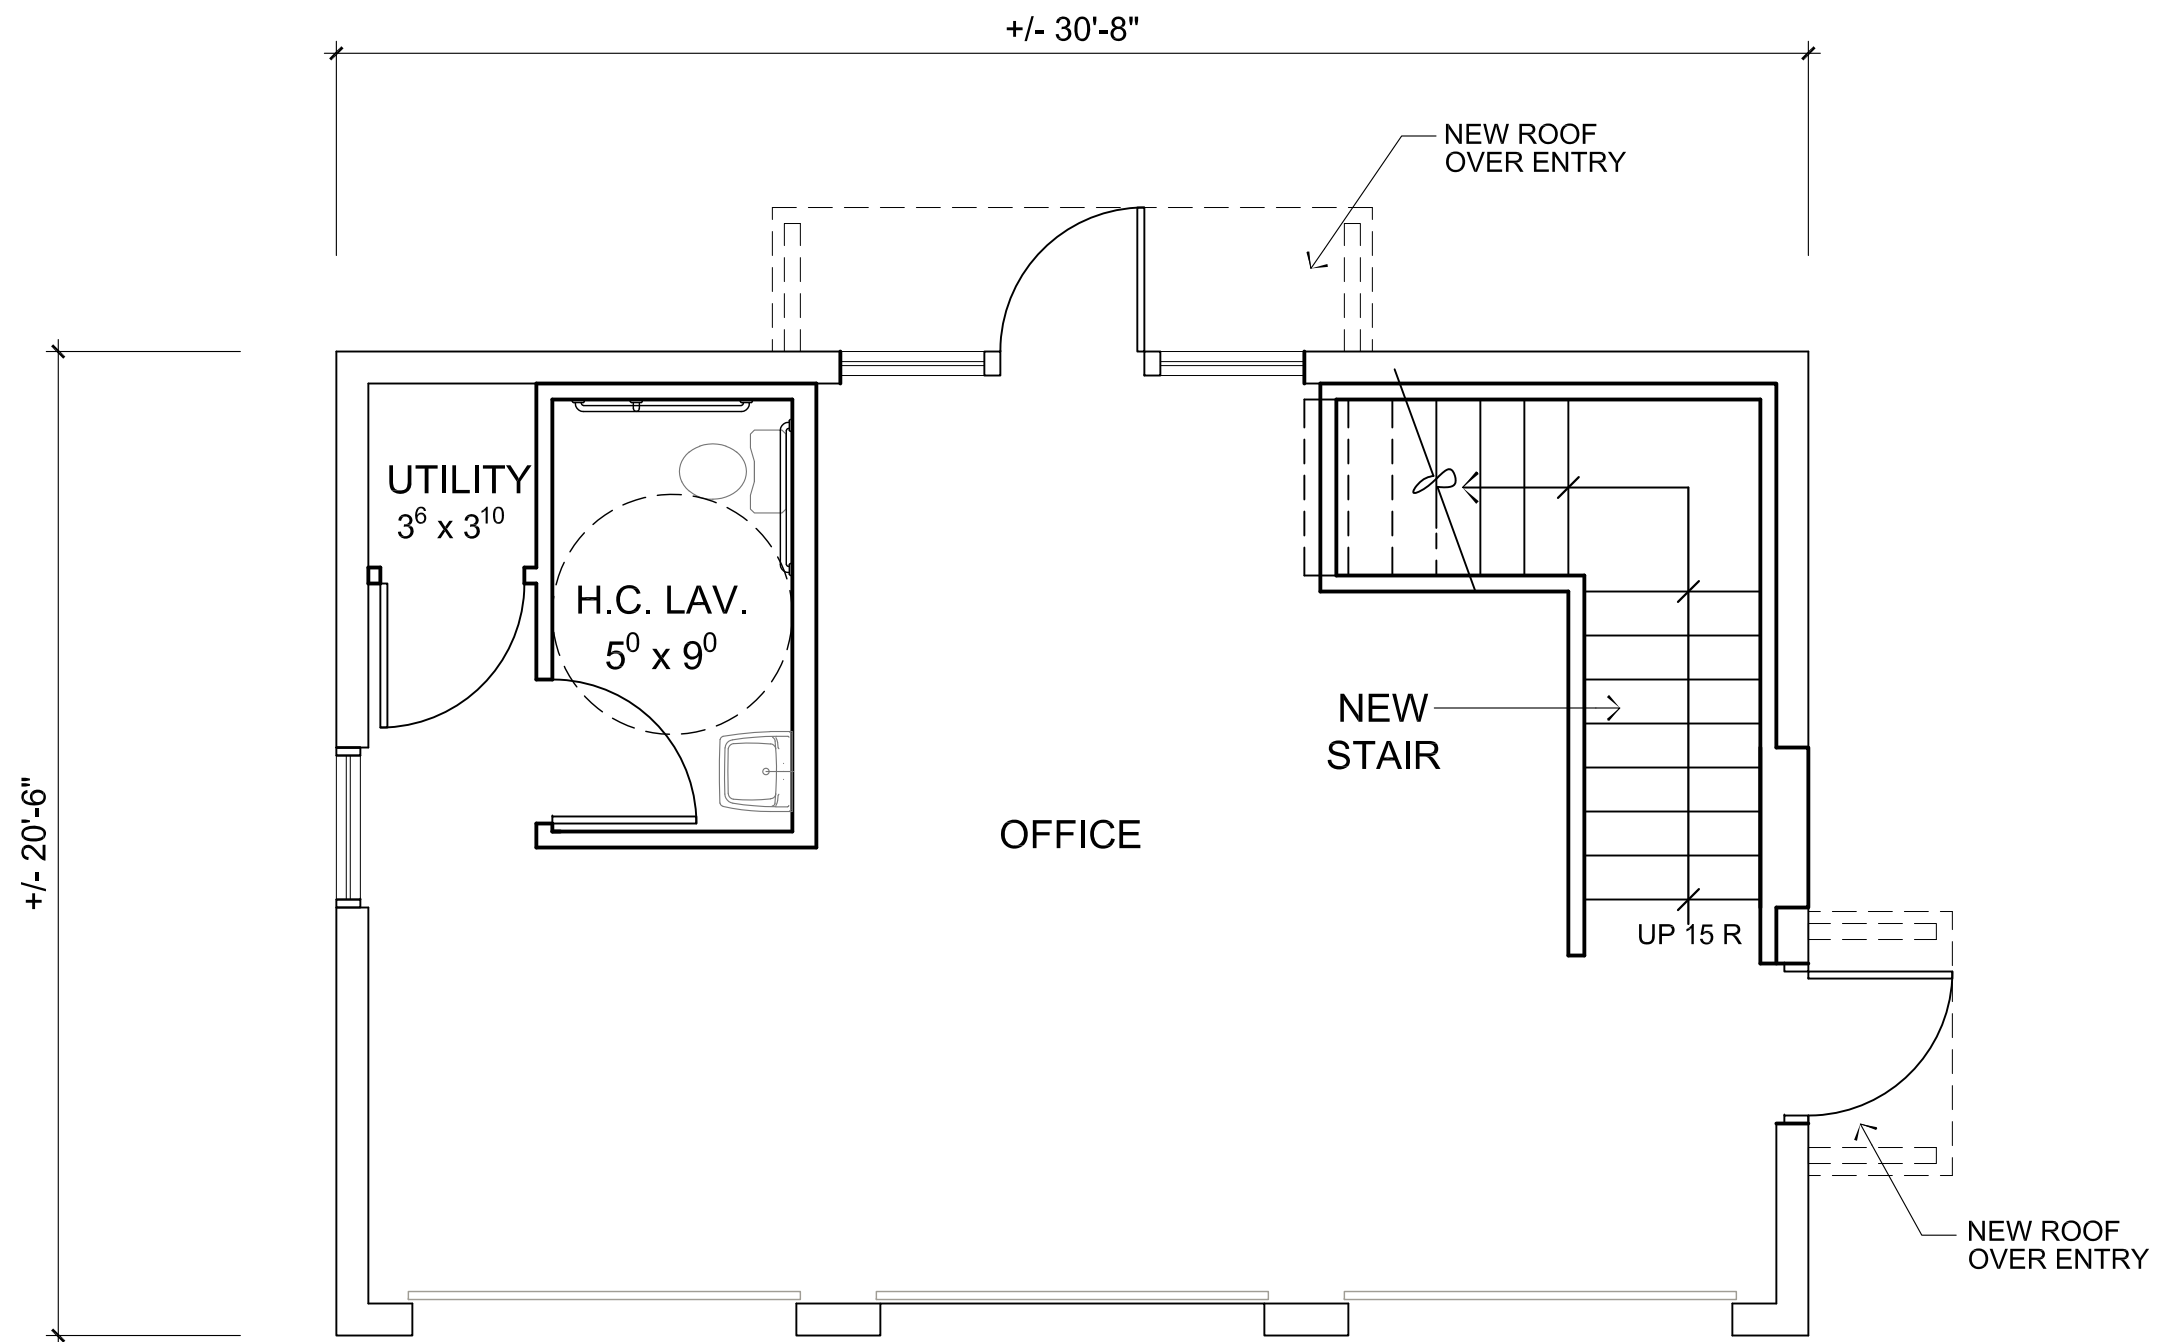 +/- 30'-8"
NEW ROOF
OVER ENTRY
UTILITY
3⁶ x 3¹⁰
H.C. LAV.
5⁰ x 9⁰
NEW
STAIR
+/- 20'-6"
OFFICE
UP 15 R
NEW ROOF
OVER ENTRY